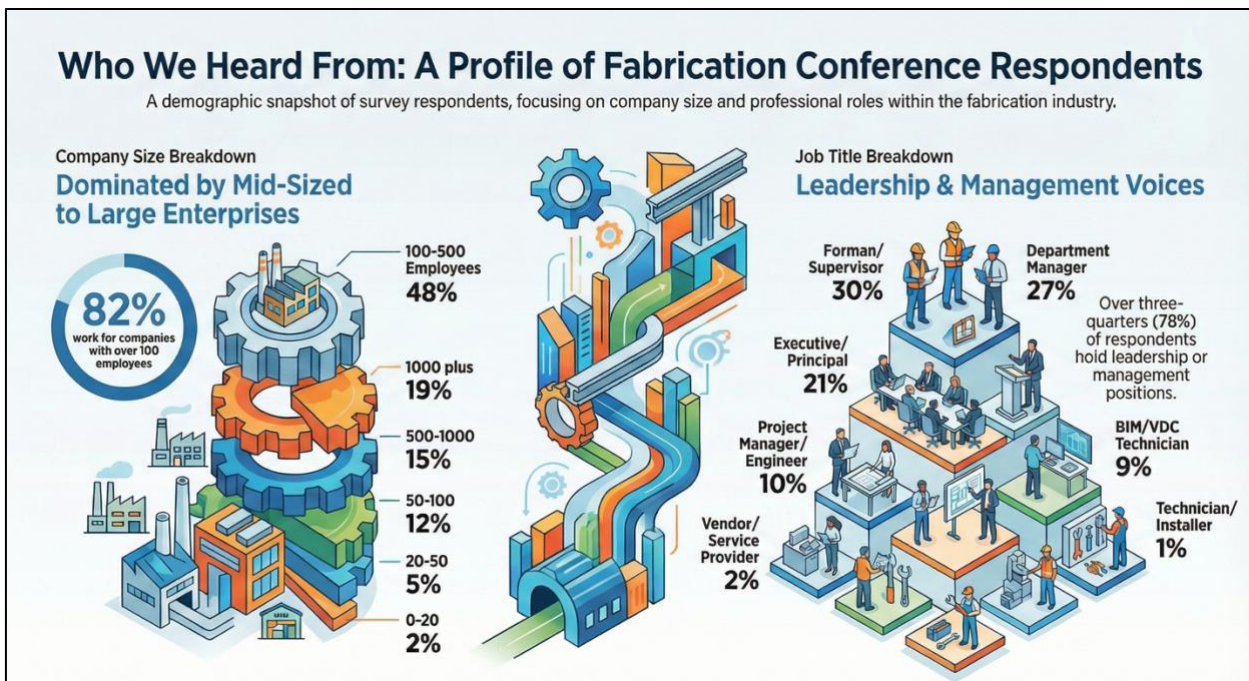 Who We Heard From: A Profile of Fabrication Conference Respondents
A demographic snapshot of survey respondents, focusing on company size and professional roles within the fabrication industry.
Company Size Breakdown
Dominated by Mid-Sized
to Large Enterprises
82%
work for companies
with over 100
employees
100-500
Employees
48%
1000 plus
19%
500-1000
15%
50-100
12%
20-50
5%
0-20
2%
Job Title Breakdown
Leadership & Management Voices
Forman/
Supervisor
30%
Department
Manager
27%
Over three-
quarters (78%)
of respondents
hold leadership or
management
positions.
Executive/
Principal
21%
Project
Manager/
Engineer
10%
BIM/VDC
Technician
9%
Vendor/
Service
Provider
2%
Technician/
Installer
1%